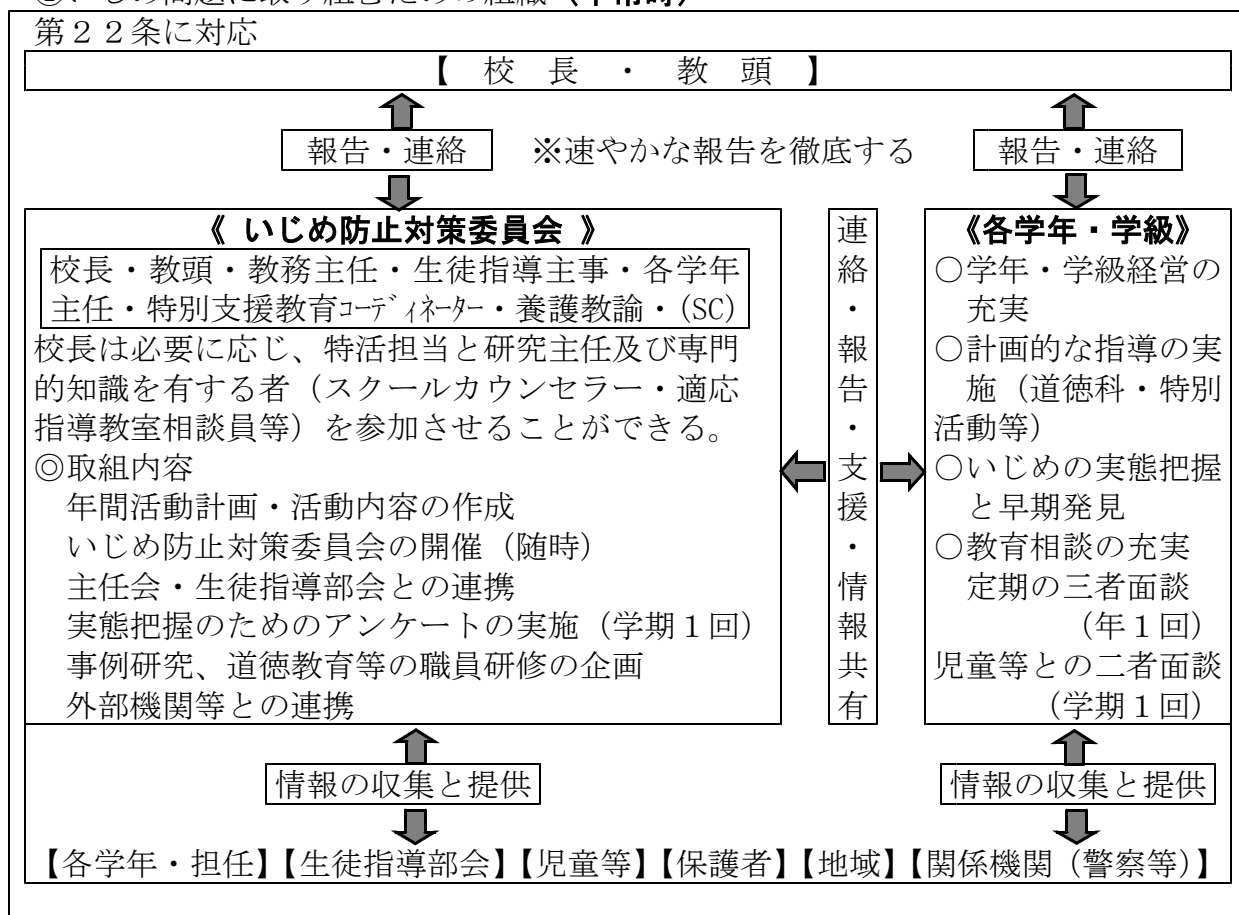 第２２条に対応
【　校　長　・　教　頭　】
報告・連絡
※速やかな報告を徹底する
報告・連絡
《 いじめ防止対策委員会 》
校長・教頭・教務主任・生徒指導主事・各学年
主任・特別支援教育ｺｰﾃﾞｨﾈｰﾀｰ・養護教諭・(SC)
校長は必要に応じ、特活担当と研究主任及び専門
的知識を有する者（スクールカウンセラー・適応
指導教室相談員等）を参加させることができる。
◎取組内容
年間活動計画・活動内容の作成
いじめ防止対策委員会の開催（随時）
主任会・生徒指導部会との連携
実態把握のためのアンケートの実施（学期１回）
事例研究、道徳教育等の職員研修の企画
外部機関等との連携
連絡・報告・支援・情報共有
《各学年・学級》
○学年・学級経営の
充実
○計画的な指導の実
施（道徳科・特別
活動等）
○いじめの実態把握
と早期発見
○教育相談の充実
定期の三者面談
（年１回）
児童等との二者面談
（学期１回）
情報の収集と提供
情報の収集と提供
【各学年・担任】【生徒指導部会】【児童等】【保護者】【地域】【関係機関（警察等）】